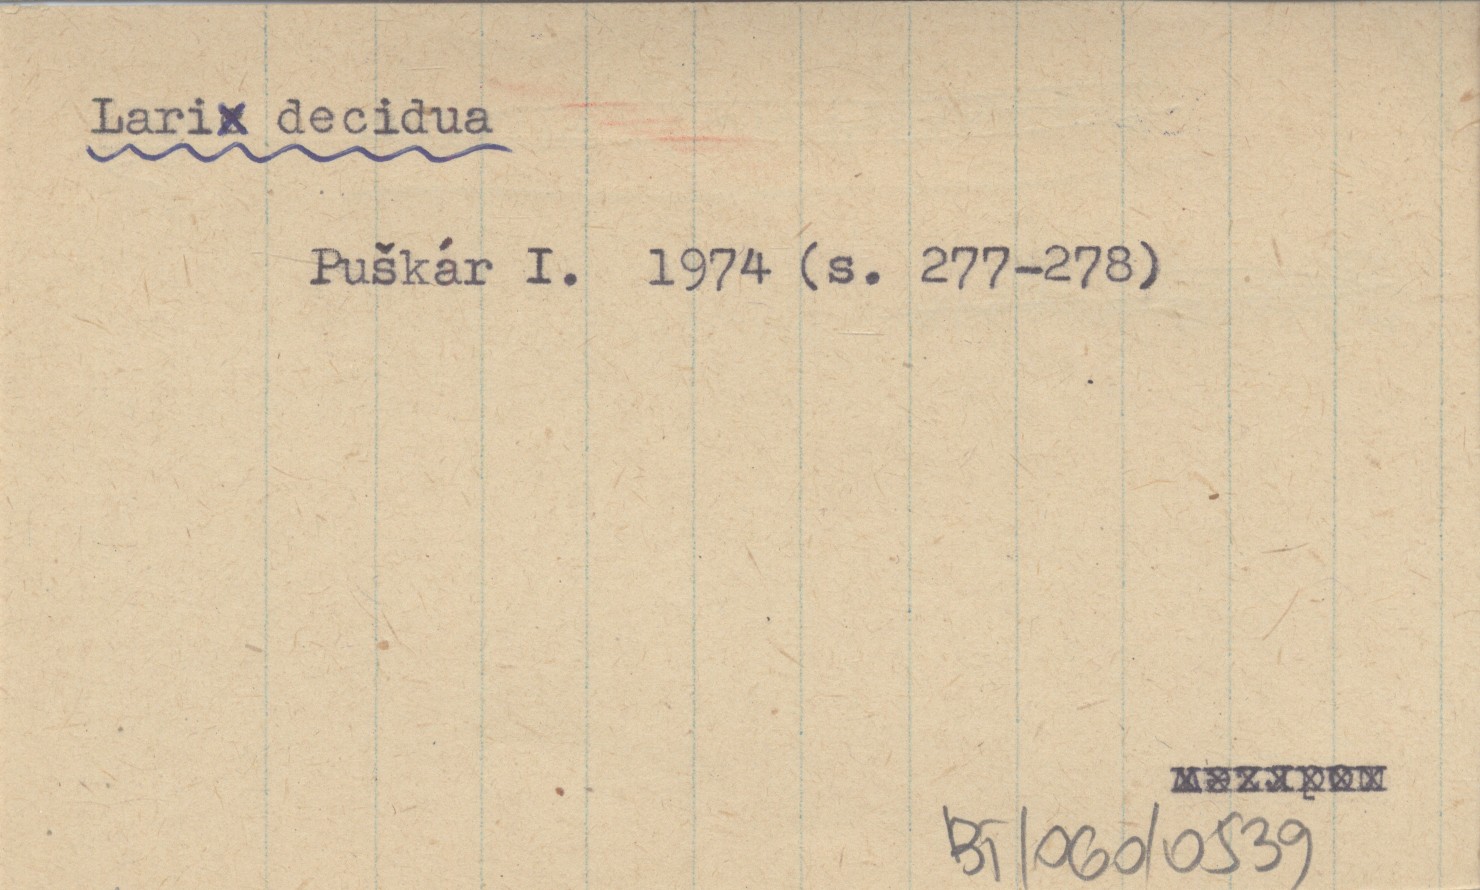 Larix decidua
Puškár I. 1974 (s. 277-278)
BT/060/0539